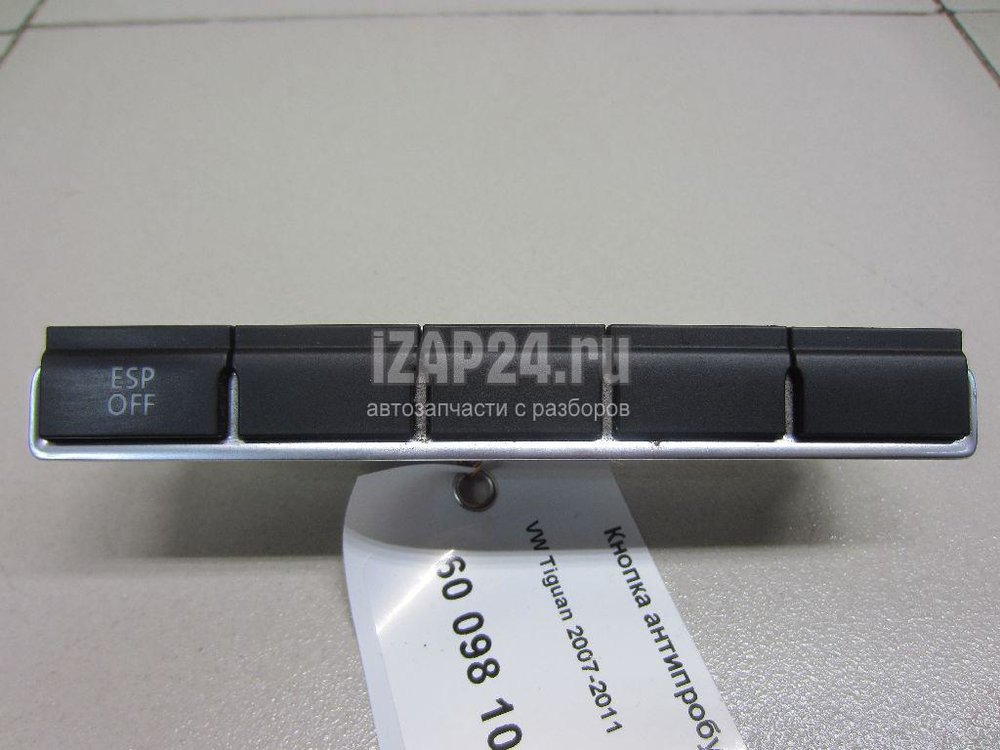 ESP
OFF
iZAP24.ru
автозапчасти с разборов
Кнопка антипробу
VW Tiguan 2007-2011
60 098 10